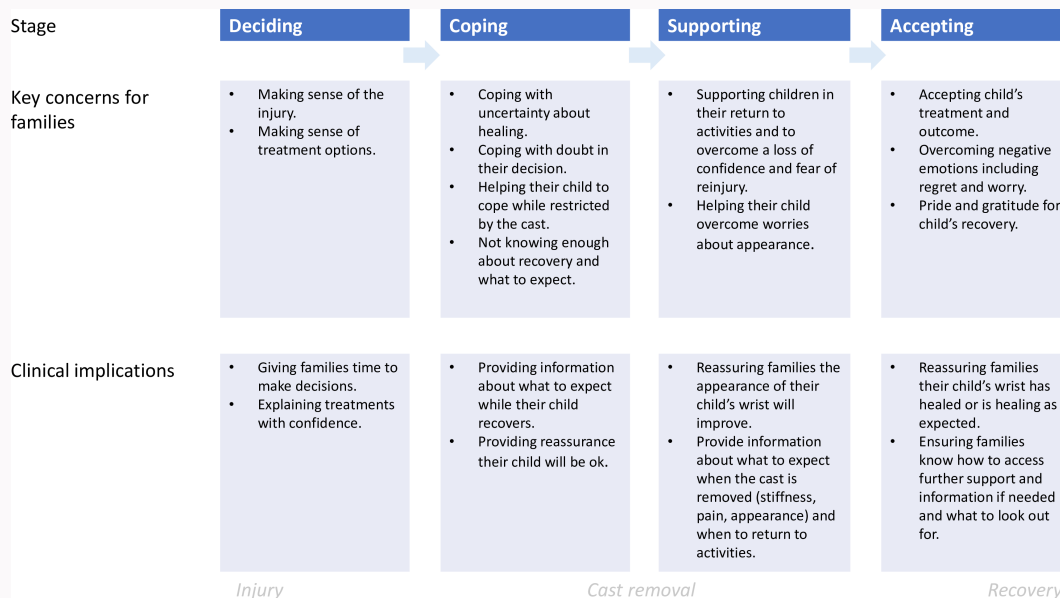 Stage
Deciding
Coping
Supporting
Accepting
Key concerns for
families
• Making sense of the
injury.
• Making sense of
treatment options.
• Coping with
uncertainty about
healing.
• Coping with doubt in
their decision.
• Helping their child to
cope while restricted
by the cast.
• Not knowing enough
about recovery and
what to expect.
• Supporting children in
their return to
activities and to
overcome a loss of
confidence and fear of
reinjury.
• Helping their child
overcome worries
about appearance.
• Accepting child’s
treatment and
outcome.
• Overcoming negative
emotions including
regret and worry.
• Pride and gratitude for
child’s recovery.
Clinical implications
• Giving families time to
make decisions.
• Explaining treatments
with confidence.
• Providing information
about what to expect
while their child
recovers.
• Providing reassurance
their child will be ok.
• Reassuring families the
appearance of their
child’s wrist will
improve.
• Provide information
about what to expect
when the cast is
removed (stiffness,
pain, appearance) and
when to return to
activities.
• Reassuring families
their child’s wrist has
healed or is healing as
expected.
• Ensuring families
know how to access
further support and
information if needed
and what to look out
for.
Injury
Cast removal
Recovery